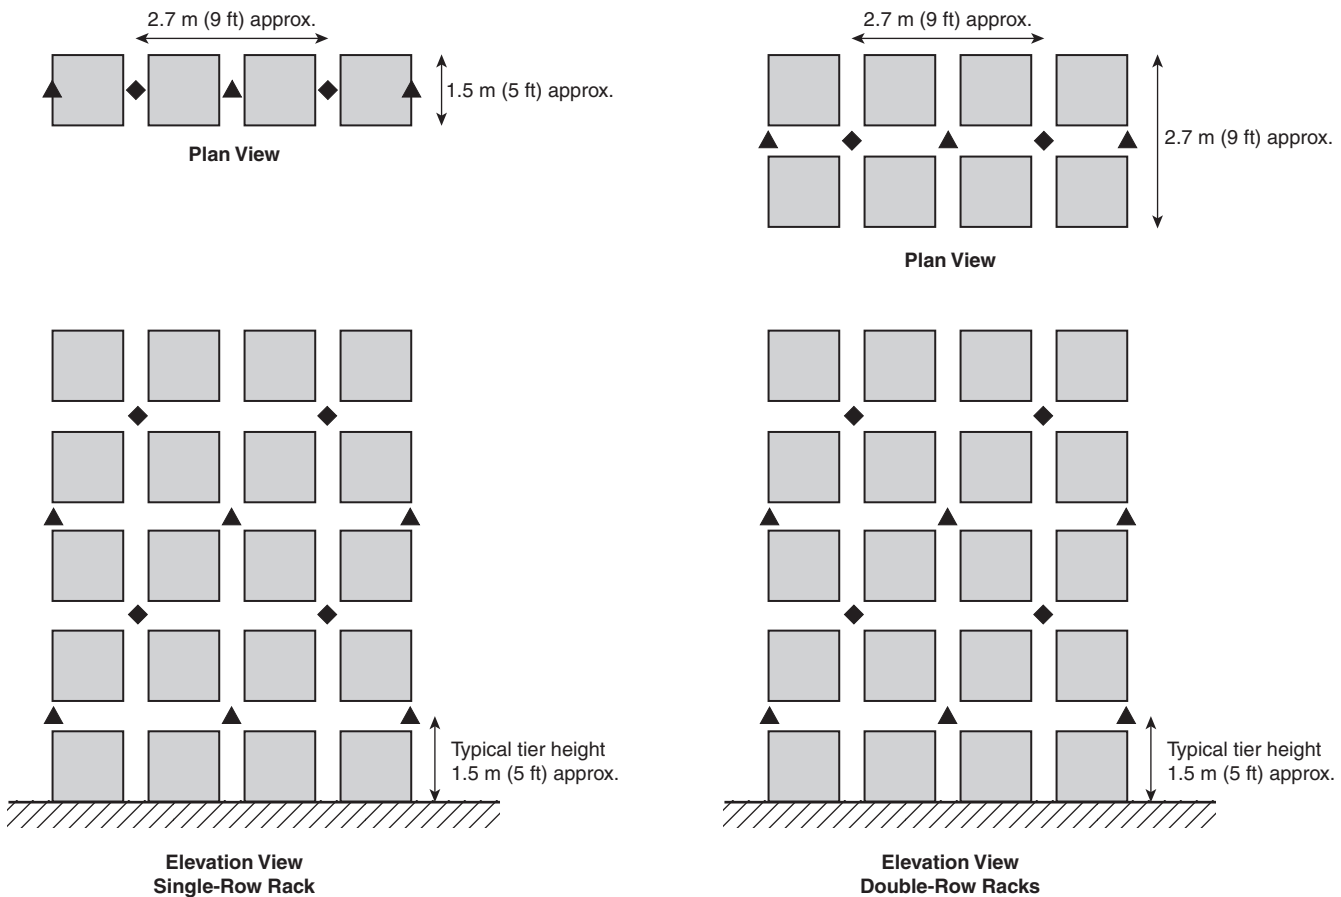 2.7 m (9 ft) approx.
1.5 m (5 ft) approx.
Plan View
2.7 m (9 ft) approx.
2.7 m (9 ft) approx.
Plan View
Typical tier height
1.5 m (5 ft) approx.
Elevation View
Single-Row Rack
Typical tier height
1.5 m (5 ft) approx.
Elevation View
Double-Row Racks